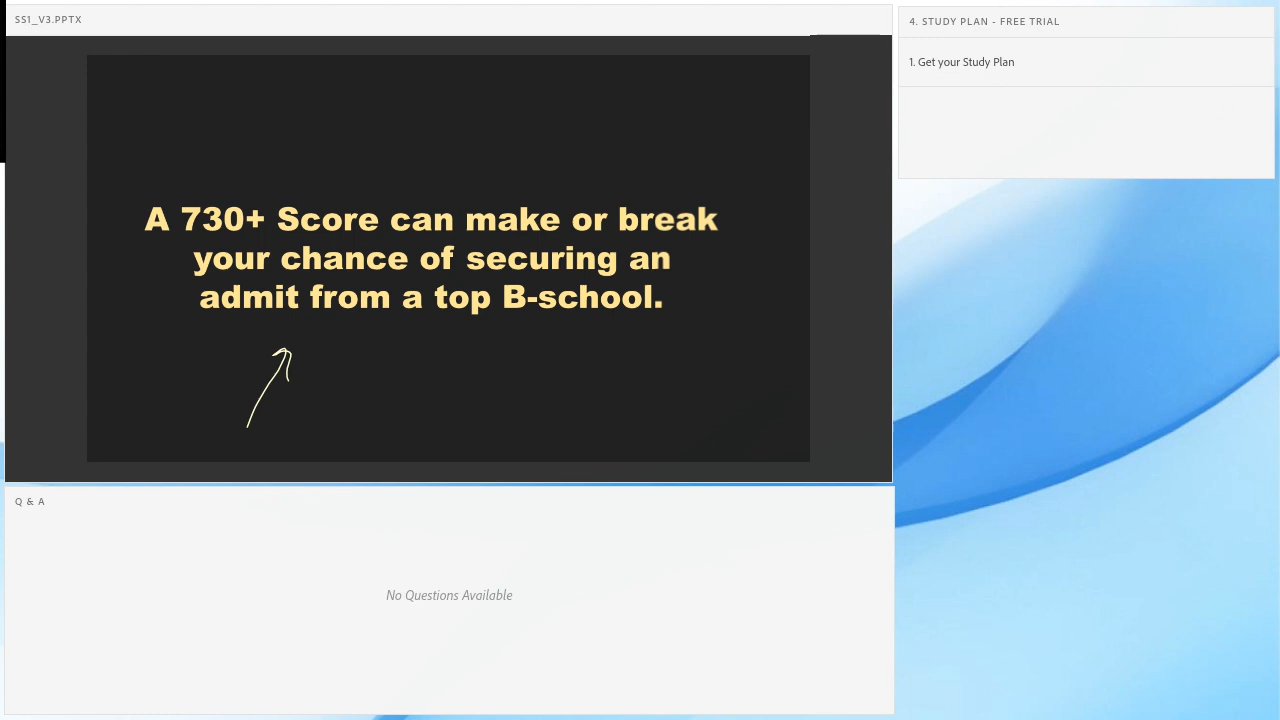 SS1_V3.PPTX
A 730+ Score can make or break
your chance of securing an
admit from a top B-school.
Q & A
No Questions Available
4. STUDY PLAN - FREE TRIAL
1. Get your Study Plan